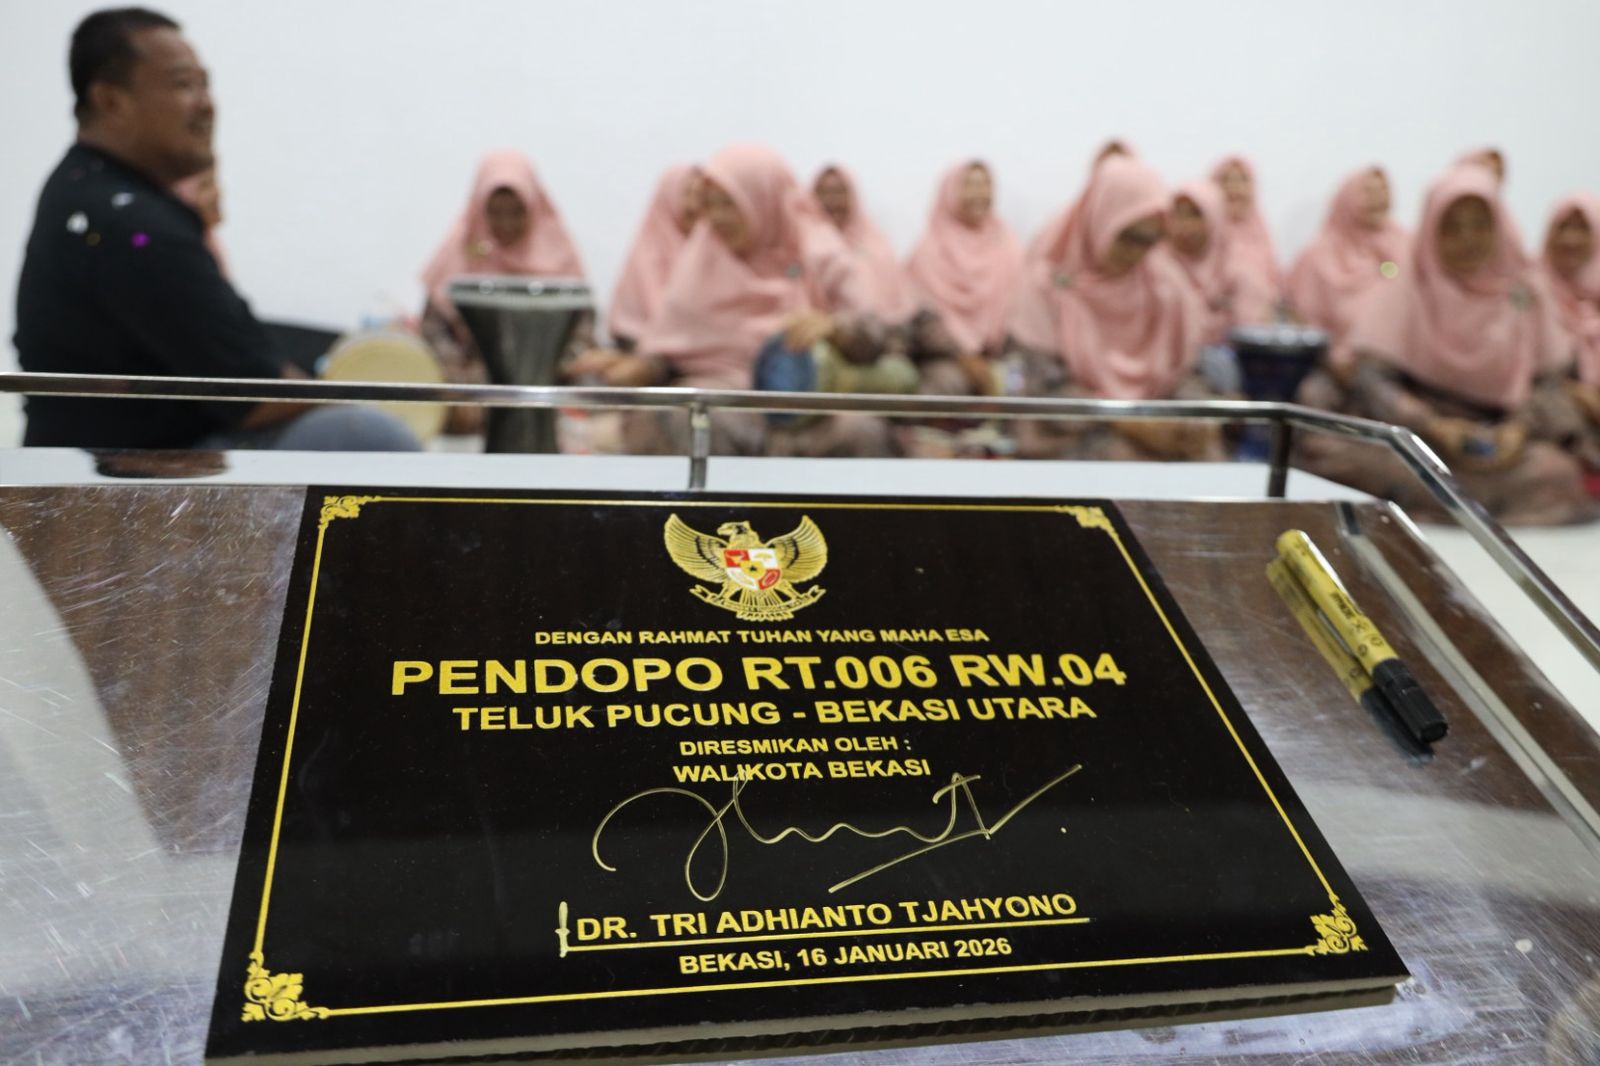 DENGAN RAHMAT TUHAN YANG MAHA ESA
PENDOPO RT.006 RW.04
TELUK PUCUNG - BEKASI UTARA
DIRESMIKAN OLEH :
WALIKOTA BEKASI
DR. TRI ADHIANTO TJAHYONO
BEKASI, 16 JANUARI 2026